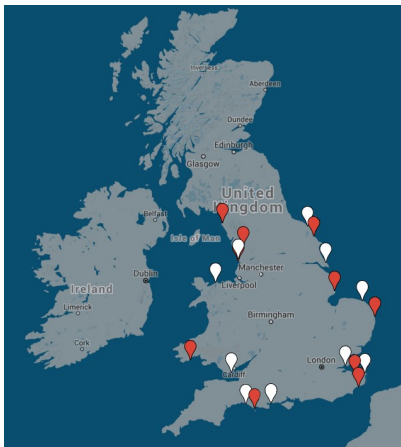 Inverness
Aberdeen
Dundee
Edinburgh
Glasgow
United
Kingdom
Belfast
Isle of Man
Dublin
Manchester
Liverpool
Ireland
Limerick
Birmingham
Cork
London
Cardiff